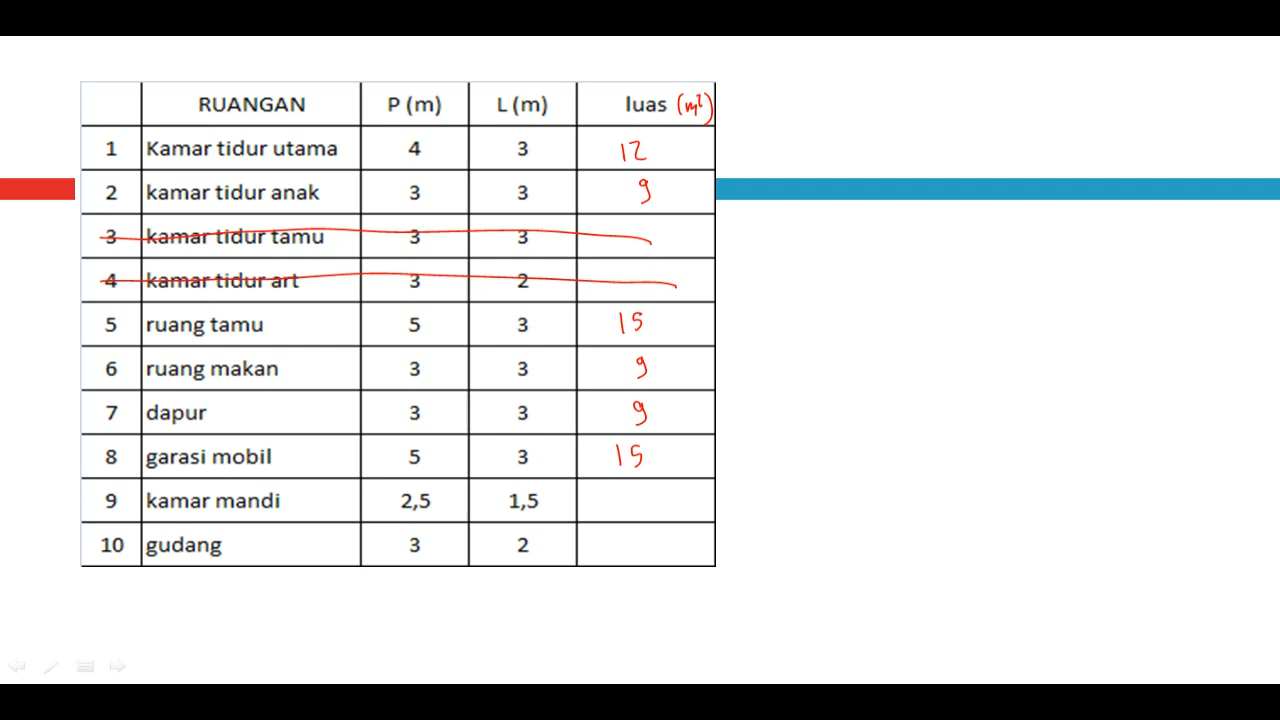 RUANGAN P (m) L (m) luas (m²)
1 Kamar tidur utama 4 3 12
2 kamar tidur anak 3 3 9
3 kamar tidur tamu 3 3
4 kamar tidur art 3 2
5 ruang tamu 5 3 15
6 ruang makan 3 3 9
7 dapur 3 3 9
8 garasi mobil 5 3 15
9 kamar mandi 2,5 1,5
10 gudang 3 2